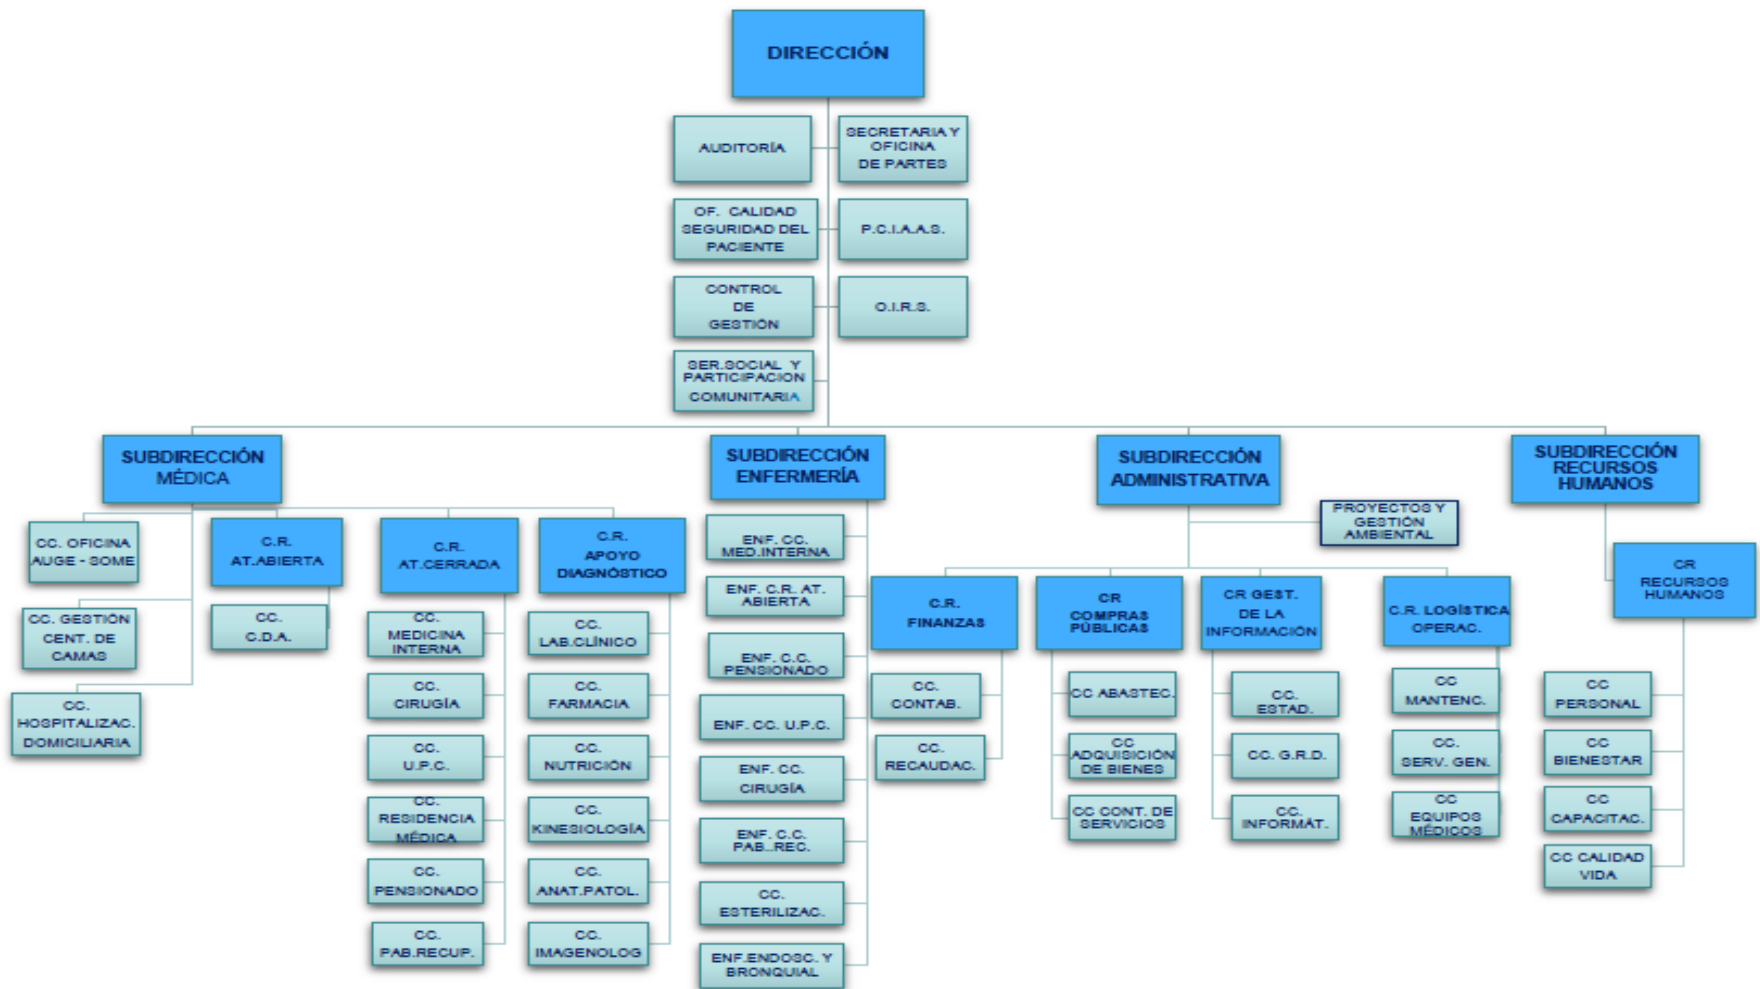 DIRECCIÓN
AUDITORÍA
SECRETARIA Y
OFICINA
DE PARTES
OF. CALIDAD
SEGURIDAD DEL
PACIENTE
P.C.I.A.A.S.
CONTROL
DE
GESTIÓN
O.I.R.S.
SER.SOCIAL Y
PARTICIPACION
COMUNITARIA
SUBDIRECCIÓN
MÉDICA
SUBDIRECCIÓN
ENFERMERÍA
SUBDIRECCIÓN
ADMINISTRATIVA
SUBDIRECCIÓN
RECURSOS
HUMANOS
CC. OFICINA
AUGE - SOME
CC. GESTIÓN
CENT. DE
CAMAS
CC.
HOSPITALIZAC.
DOMICILIARIA
C.R.
AT.ABIERTA
CC.
C.D.A.
C.R.
AT.CERRADA
CC.
MEDICINA
INTERNA
CC.
CIRUGÍA
CC.
U.P.C.
CC.
RESIDENCIA
MÉDICA
CC.
PENSIONADO
CC.
PAB.RECUP.
C.R.
APOYO
DIAGNÓSTICO
CC.
LAB.CLÍNICO
CC.
FARMACIA
CC.
NUTRICIÓN
CC.
KINESIOLOGÍA
CC.
ANAT.PATOL.
CC.
IMAGENOLOG
ENF. CC.
MED.INTERNA
ENF. C.R. AT.
ABIERTA
ENF. C.C.
PENSIONADO
ENF. CC. U.P.C.
ENF. CC.
CIRUGÍA
ENF. C.C.
PAB..REC.
CC.
ESTERILIZAC.
ENF.ENDOSC. Y
BRONQUIAL
PROYECTOS Y
GESTIÓN
AMBIENTAL
C.R.
FINANZAS
CC.
CONTAB.
CC.
RECAUDAC.
CR
COMPRAS
PÚBLICAS
CC ABASTEC.
CC
ADQUISICIÓN
DE BIENES
CC CONT. DE
SERVICIOS
CR GEST.
DE LA
INFORMACIÓN
CC.
ESTAD.
CC. G.R.D.
CC.
INFORMÁT.
C.R. LOGÍSTICA
OPERAC.
CC
MANTENC.
CC.
SERV. GEN.
CC
EQUIPOS
MÉDICOS
CR
RECURSOS
HUMANOS
CC
PERSONAL
CC
BIENESTAR
CC
CAPACITAC.
CC CALIDAD
VIDA